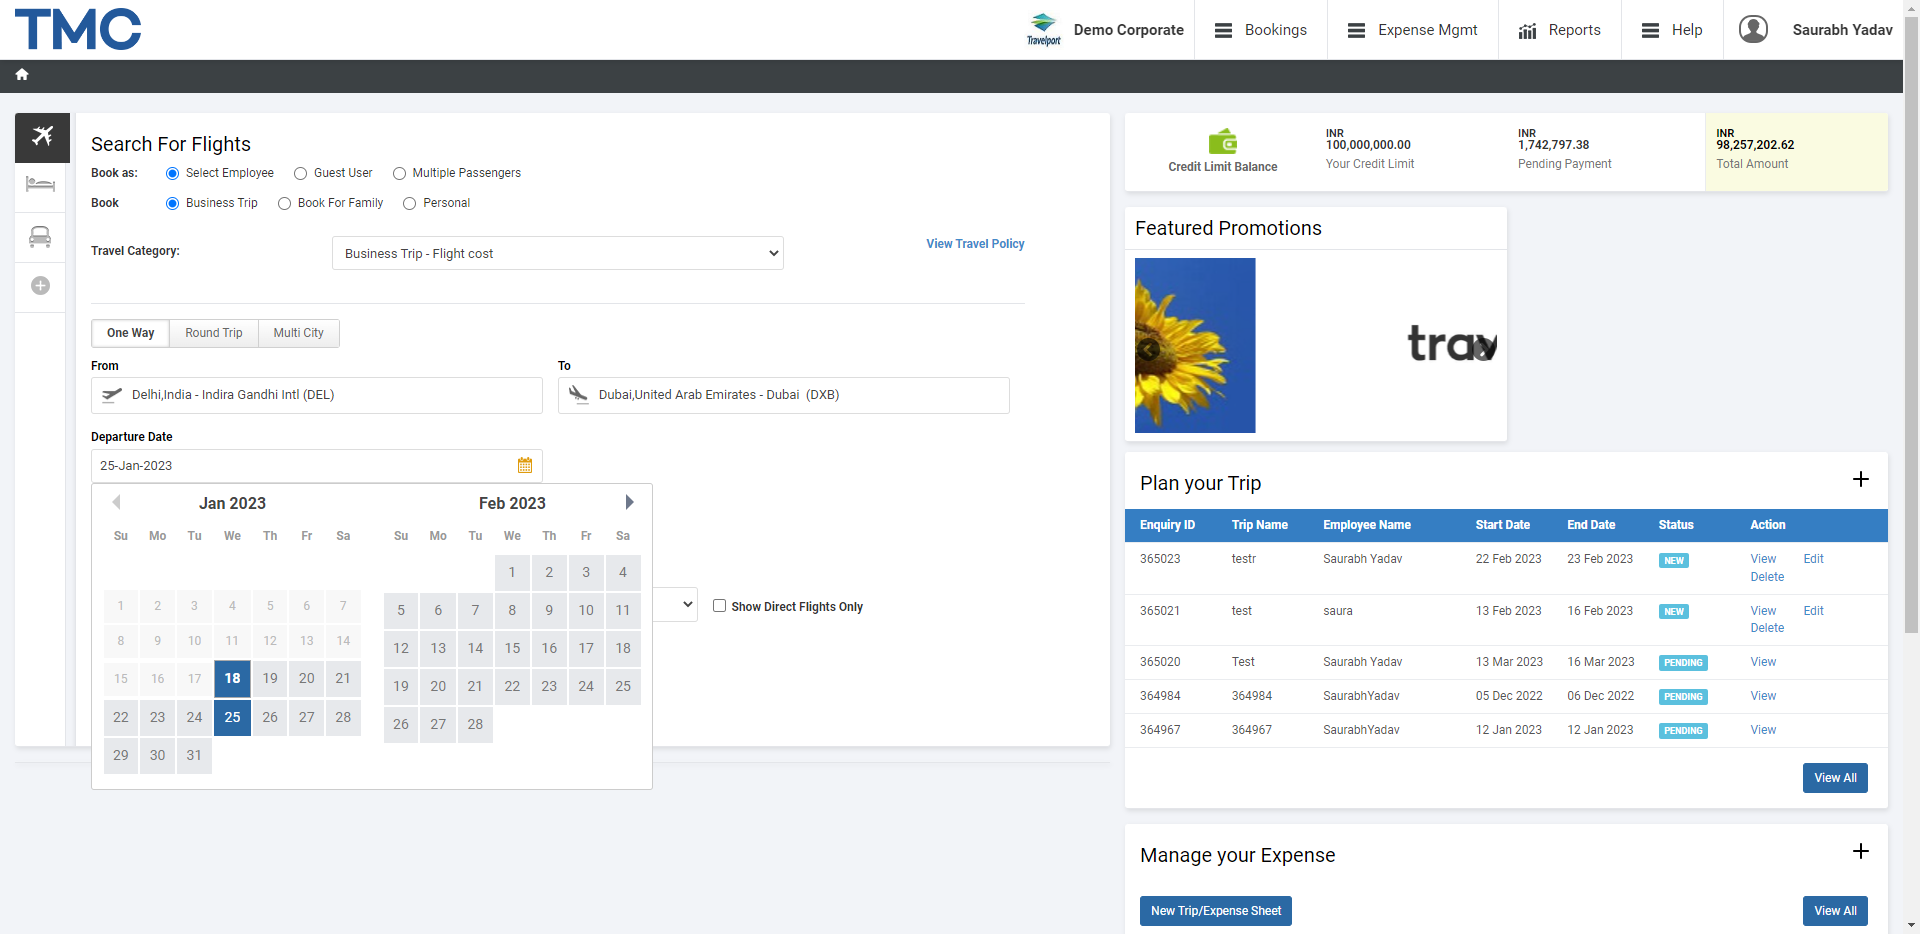 TMC
Travelport
Demo Corporate
Bookings
Expense Mgmt
Reports
Help
Saurabh Yadav
Search For Flights
Book as: Select Employee Guest User Multiple Passengers
Book Business Trip Book For Family Personal
Travel Category: Business Trip - Flight cost View Travel Policy
One Way Round Trip Multi City
From To
Delhi,India - Indira Gandhi Intl (DEL) Dubai,United Arab Emirates - Dubai (DXB)
Departure Date
25-Jan-2023
Jan 2023
Su Mo Tu We Th Fr Sa
1 2 3 4 5 6 7
8 9 10 11 12 13 14
15 16 17 18 19 20 21
22 23 24 25 26 27 28
29 30 31
Feb 2023
Su Mo Tu We Th Fr Sa
1 2 3 4
5 6 7 8 9 10 11
12 13 14 15 16 17 18
19 20 21 22 23 24 25
26 27 28
Show Direct Flights Only
Credit Limit Balance
INR
100,000,000.00
Your Credit Limit
INR
1,742,797.38
Pending Payment
INR
98,257,202.62
Total Amount
Featured Promotions
trav
Plan your Trip
Enquiry ID Trip Name Employee Name Start Date End Date Status Action
365023 testr Saurabh Yadav 22 Feb 2023 23 Feb 2023 NEW View Edit
Delete
365021 test saura 13 Feb 2023 16 Feb 2023 NEW View Edit
Delete
365020 Test Saurabh Yadav 13 Mar 2023 16 Mar 2023 PENDING View
364984 364984 SaurabhYadav 05 Dec 2022 06 Dec 2022 PENDING View
364967 364967 SaurabhYadav 12 Jan 2023 12 Jan 2023 PENDING View
View All
Manage your Expense
New Trip/Expense Sheet View All